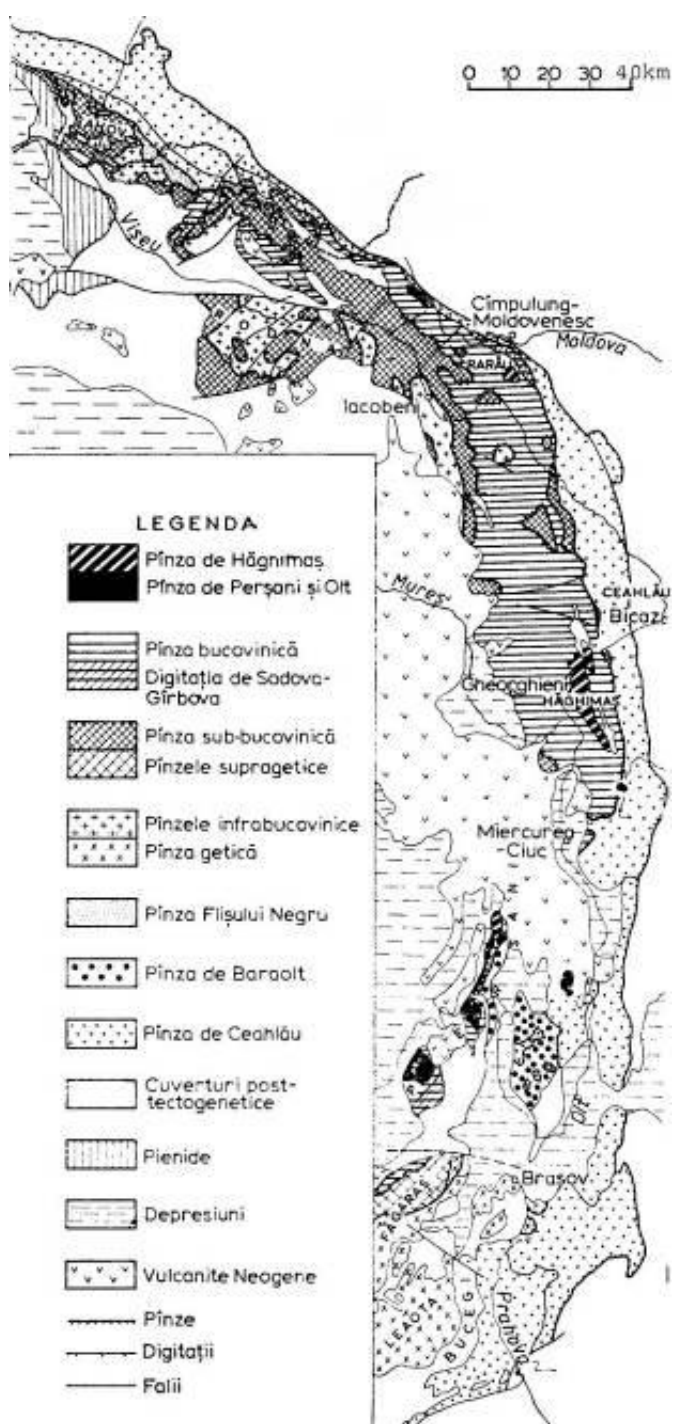 0 10 20 30 40km
Vișeu
RODNA
Cîmpulung-
Moldovenesc
Moldova
RARĂU
Iacobeni
LEGENDA
Pînza de Hăgnimaș
Pînza de Perșani și Olt
Pînza bucovinică
Digitația de Sadova-
Gîrbova
Pînza sub-bucovinică
Pînzele supragetice
Pînzele infrabucovinice
Pînza getică
Pînza Flișului Negru
Pînza de Baraolt
Pînza de Ceahlău
Cuverturi post-
tectogenetice
Pienide
Depresiuni
Vulcanite Neogene
Pînze
Digitații
Falii
Mureș
CEAHLĂU
Bicaz
Gheorghieni
HĂGHIMAȘ
Miercurea-
Ciuc
Olt
Brașov
FĂGĂRAȘ
LEAOTA
BUCEGI
Prahova